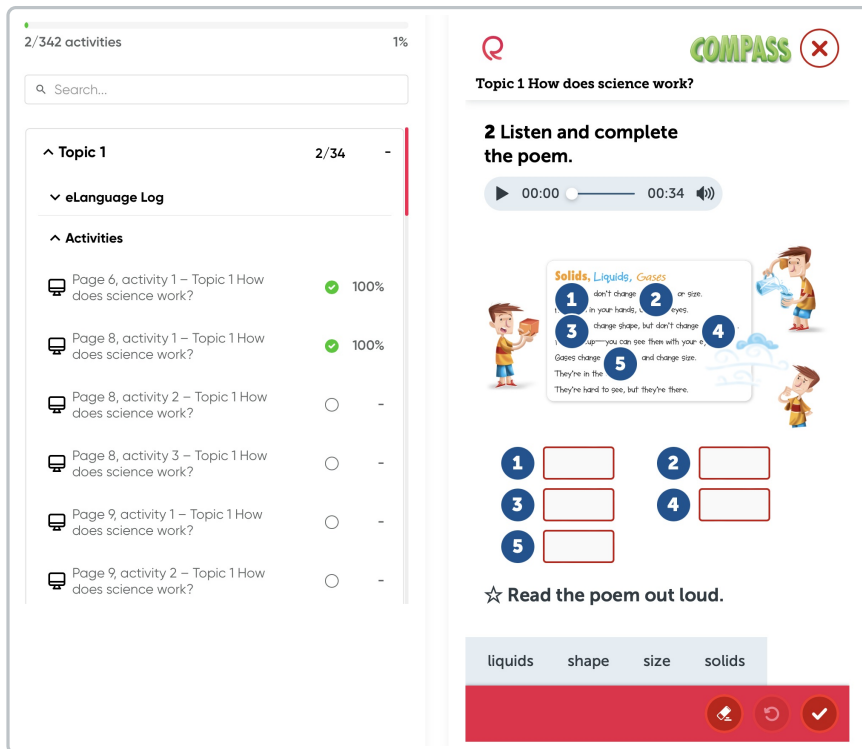 2/342 activities 1%
Search...
Topic 1 2/34 -
eLanguage Log
Activities
Page 6, activity 1 – Topic 1 How
does science work?
100%
Page 8, activity 1 – Topic 1 How
does science work?
100%
Page 8, activity 2 – Topic 1 How
does science work?
-
Page 8, activity 3 – Topic 1 How
does science work?
-
Page 9, activity 1 – Topic 1 How
does science work?
-
Page 9, activity 2 – Topic 1 How
does science work?
-
COMPASS
Topic 1 How does science work?
2 Listen and complete
the poem.
00:00 00:34
Solids, Liquids, Gases
1 don't change 2 or size.
in your hands, eyes.
3 change shape, but don't change 4 .
up—you can see them with your
Gases change 5 and change size.
They're in the
They're hard to see, but they're there.
1 2
3 4
5
☆ Read the poem out loud.
liquids shape size solids